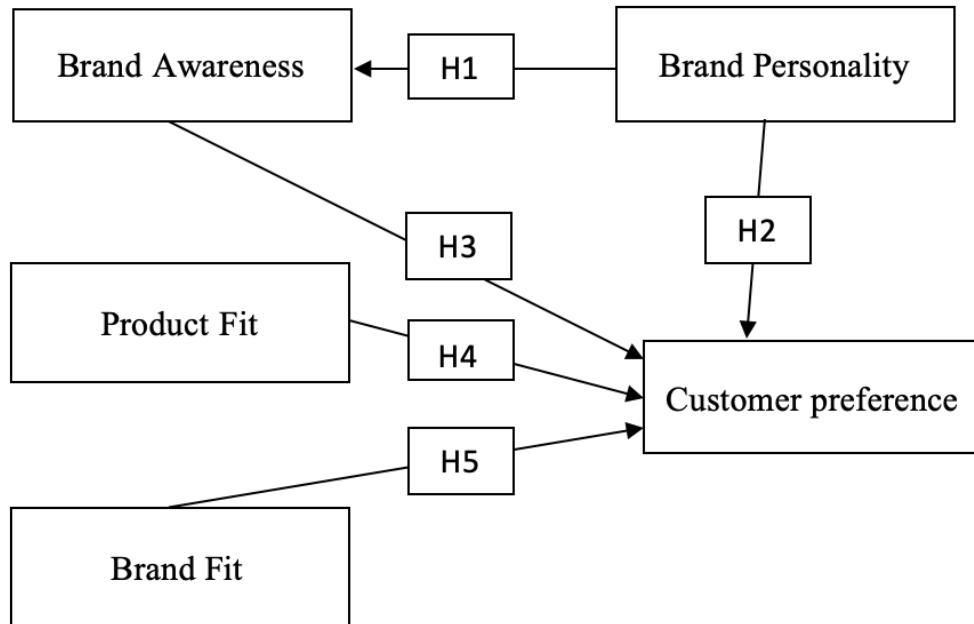 Brand Awareness
H1
Brand Personality
H2
H3
Product Fit
H4
Customer preference
H5
Brand Fit